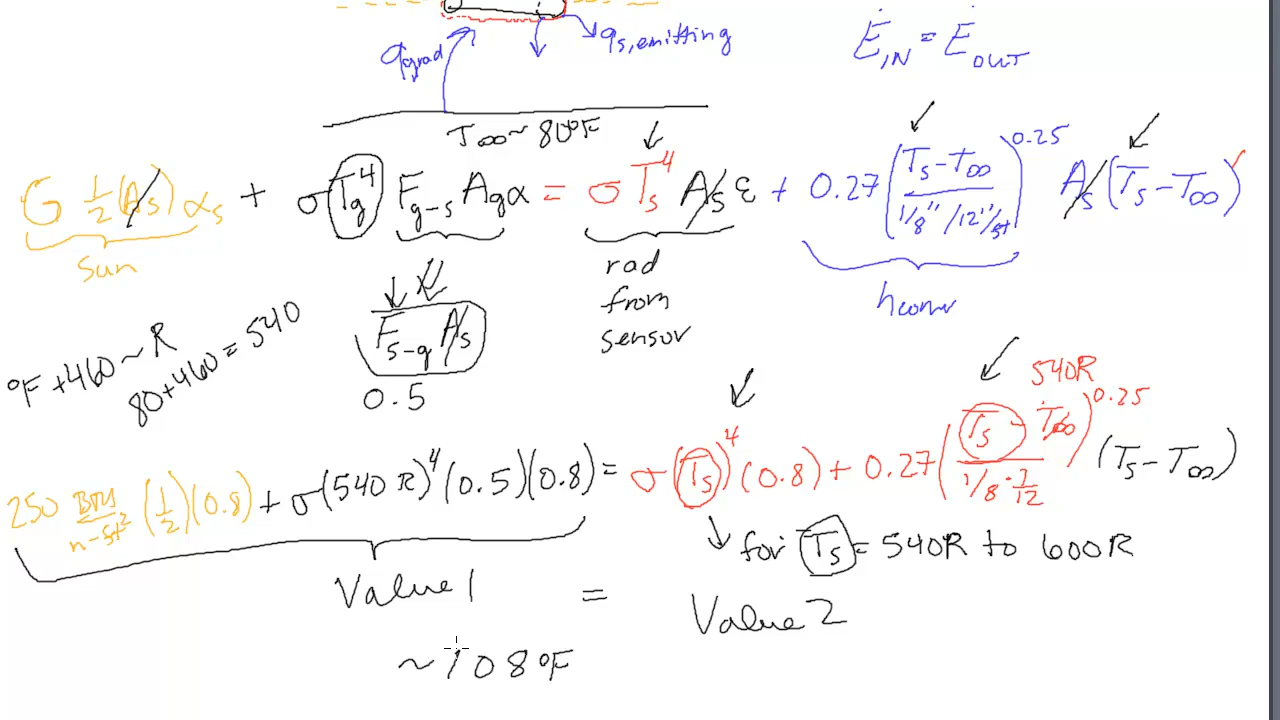 q_grad
q_s,emitting
Ė_IN = Ė_OUT
T∞ ~ 80°F
G ½ (A_s) α_s + σ T_g^4 F_g-s A_g α = σ T_s^4 A_s ε + 0.27 ( (T_s - T∞) / (1/8" / 12"/ft) )^0.25 A_s (T_s - T∞)
sun
rad
from
sensor
hconv
F_s-g A_s
0.5
°F + 460 ~ R
80 + 460 = 540
540R
250 BTU/h-ft² (½)(0.8) + σ(540 R)^4 (0.5)(0.8) = σ(T_s)^4 (0.8) + 0.27 ( (T_s - T∞) / (1/8 · 1/12) )^0.25 (T_s - T∞)
for T_s = 540R to 600R
Value 1 = Value 2
~ 108°F